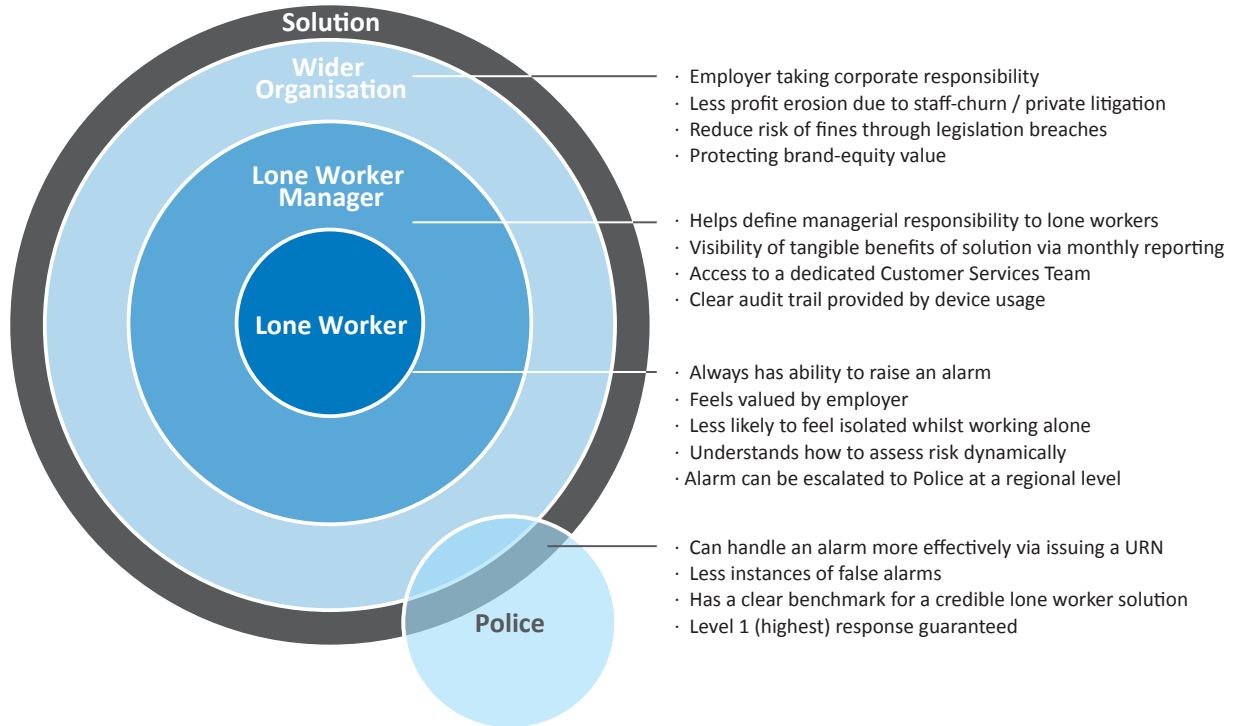 Solution
Wider
Organisation
Lone Worker
Manager
Lone Worker
Police
· Employer taking corporate responsibility
· Less profit erosion due to staff-churn / private litigation
· Reduce risk of fines through legislation breaches
· Protecting brand-equity value
· Helps define managerial responsibility to lone workers
· Visibility of tangible benefits of solution via monthly reporting
· Access to a dedicated Customer Services Team
· Clear audit trail provided by device usage
· Always has ability to raise an alarm
· Feels valued by employer
· Less likely to feel isolated whilst working alone
· Understands how to assess risk dynamically
· Alarm can be escalated to Police at a regional level
· Can handle an alarm more effectively via issuing a URN
· Less instances of false alarms
· Has a clear benchmark for a credible lone worker solution
· Level 1 (highest) response guaranteed